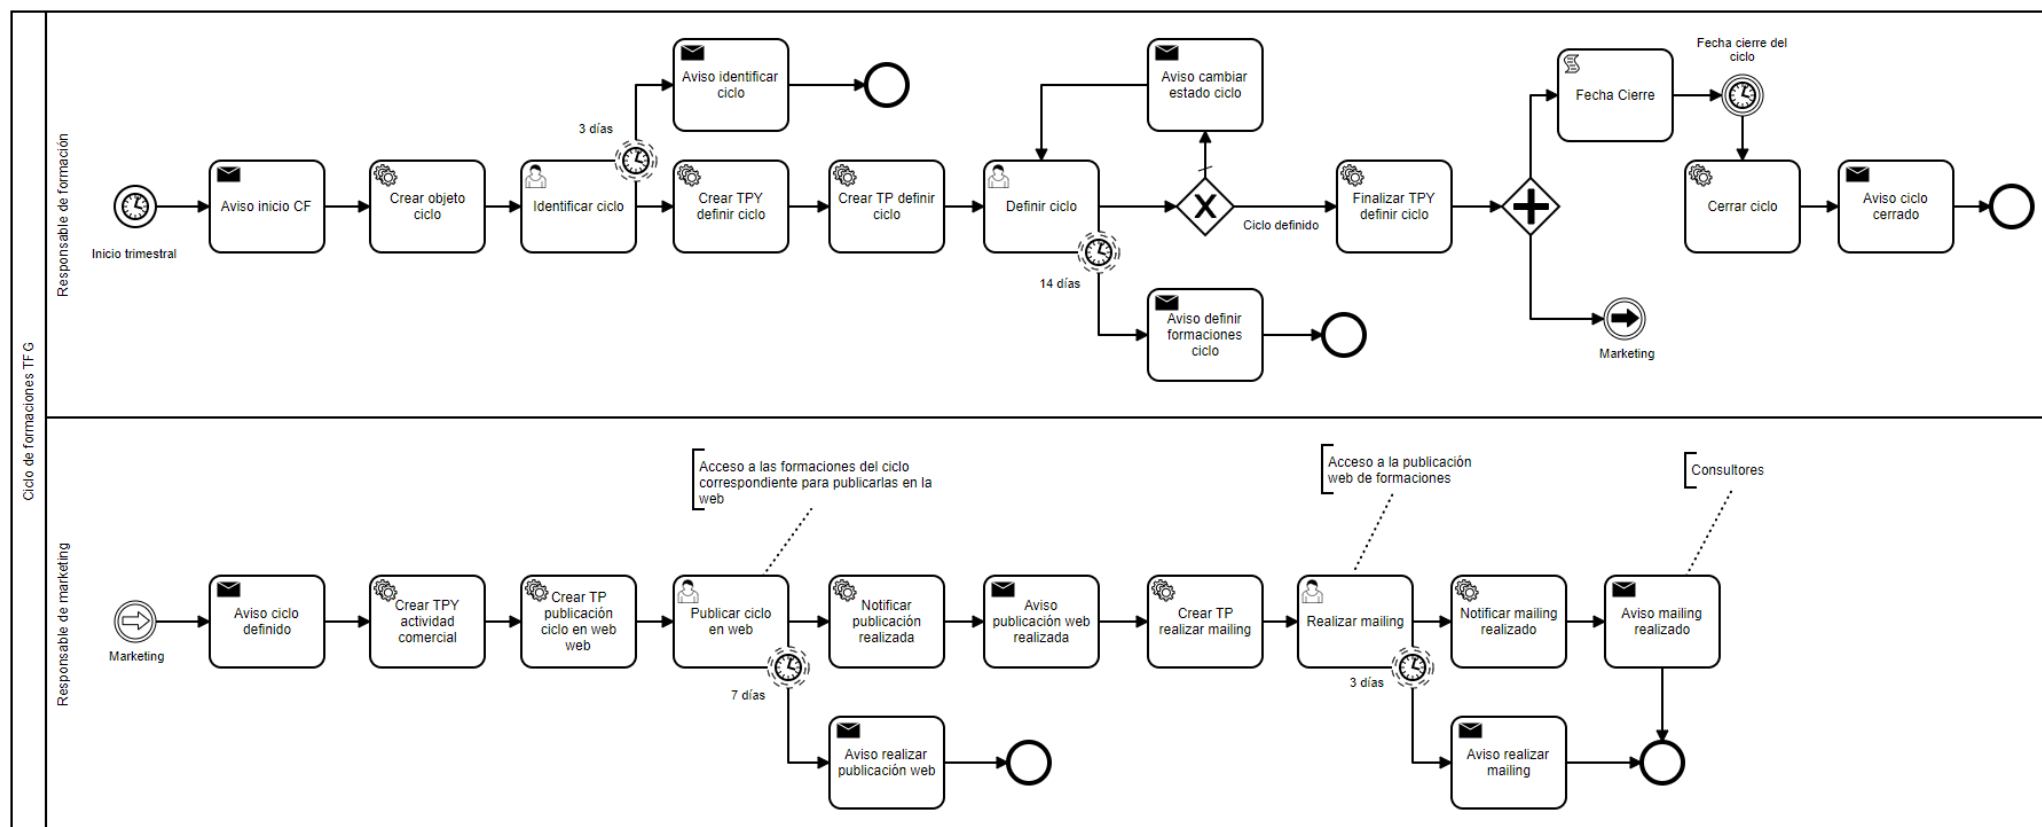 Ciclo de formaciones TFG
Responsable de formación
Inicio trimestral
Aviso inicio CF
Crear objeto
ciclo
Identificar ciclo
3 días
Aviso identificar
ciclo
Crear TPY
definir ciclo
Crear TP definir
ciclo
Definir ciclo
14 días
Aviso cambiar
estado ciclo
Ciclo definido
Aviso definir
formaciones
ciclo
Finalizar TPY
definir ciclo
Fecha Cierre
Fecha cierre del
ciclo
Cerrar ciclo
Aviso ciclo
cerrado
Marketing
Responsable de marketing
Marketing
Aviso ciclo
definido
Crear TPY
actividad
comercial
Crear TP
publicación
ciclo en web
web
Acceso a las formaciones del ciclo
correspondiente para publicarlas en la
web
Publicar ciclo
en web
7 días
Aviso realizar
publicación web
Notificar
publicación
realizada
Aviso
publicación web
realizada
Crear TP
realizar mailing
Acceso a la publicación
web de formaciones
Realizar mailing
3 días
Aviso realizar
mailing
Notificar mailing
realizado
Consultores
Aviso mailing
realizado